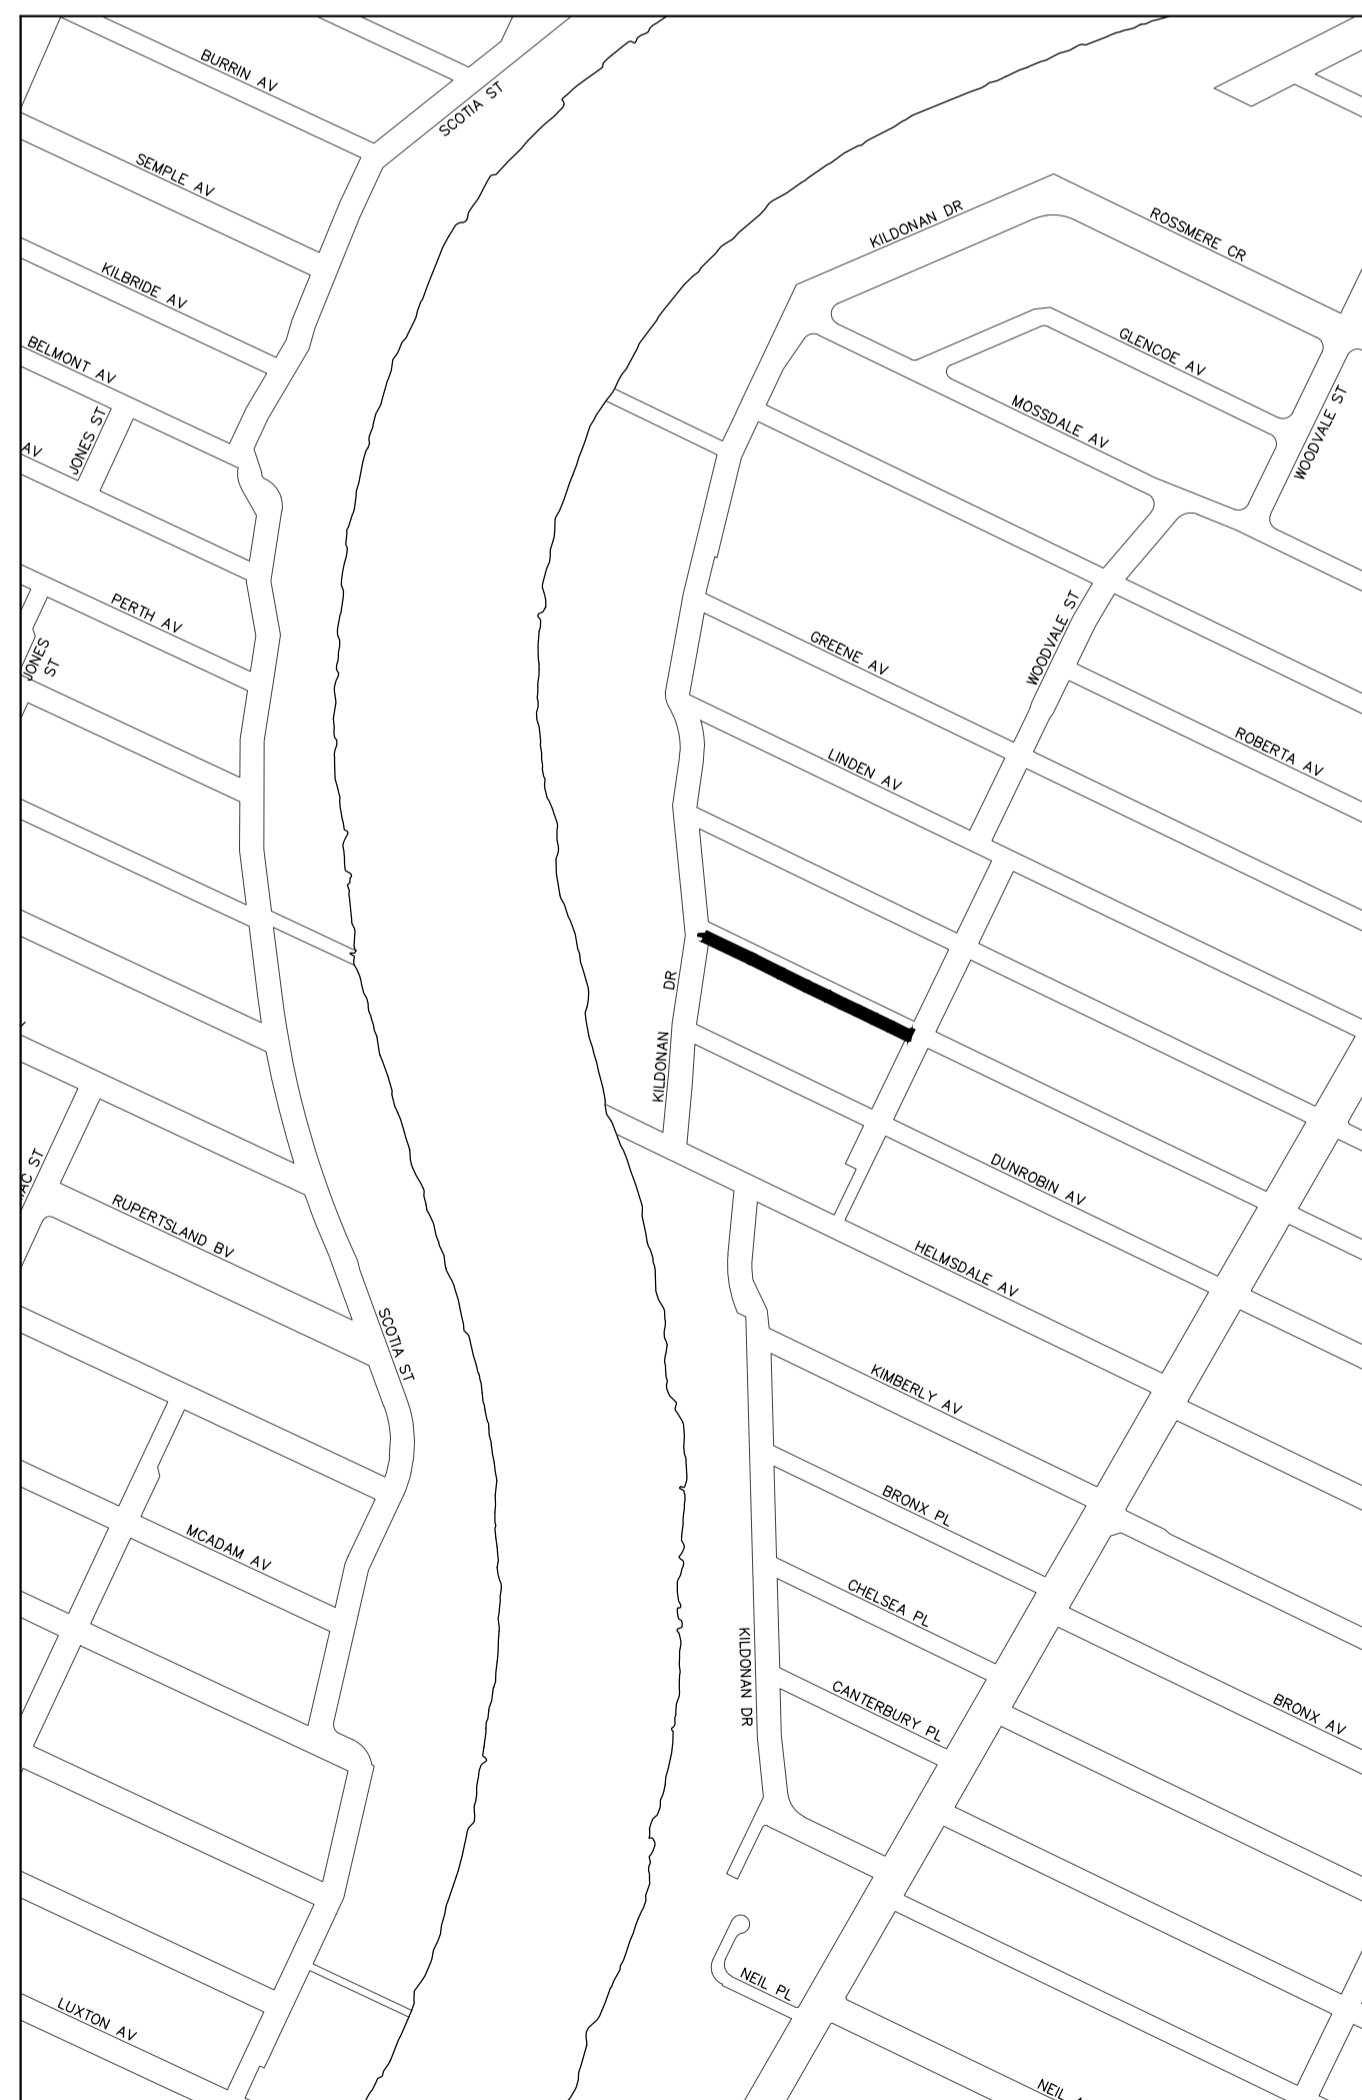 BURRIN AV
SCOTIA ST
SEMPLE AV
KILDONAN DR
ROSSMERE CR
KILBRIDE AV
GLENCOE AV
BELMONT AV
WOODVALE ST
JONES ST
MOSSDALE AV
AV
PERTH AV
WOODVALE ST
GREENE AV
JONES
ST
ROBERTA AV
LINDEN AV
KILDONAN DR
DUNROBIN AV
AC ST
RUPERTSLAND BV
HELMSDALE AV
SCOTIA ST
KIMBERLY AV
BRONX PL
MCADAM AV
CHELSEA PL
KILDONAN DR
CANTERBURY PL
BRONX AV
NEIL PL
LUXTON AV
NEIL